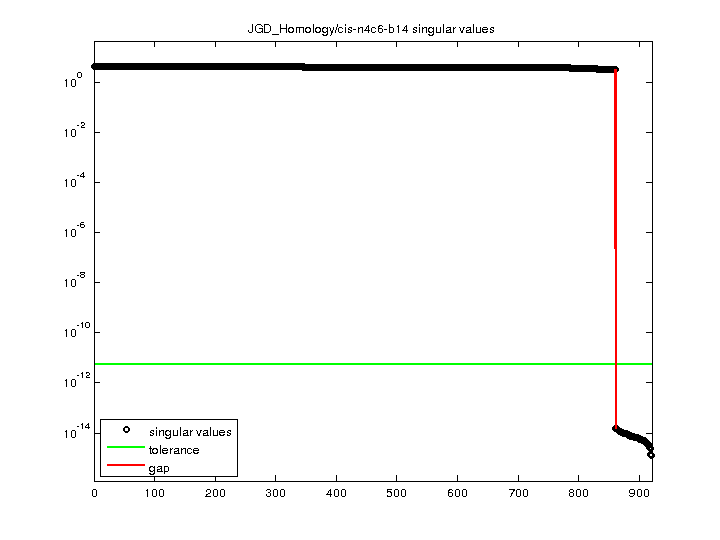 JGD_Homology/cis-n4c6-b14 singular values
10^0
10^-2
10^-4
10^-6
10^-8
10^-10
10^-12
10^-14
singular values
tolerance
gap
0 100 200 300 400 500 600 700 800 900